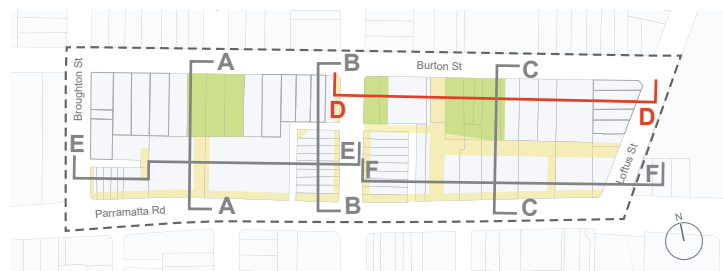 A
B
Burton St
C
Broughton St
D
D
E
E
F
F
Loftus St
A
B
C
Parramatta Rd
N